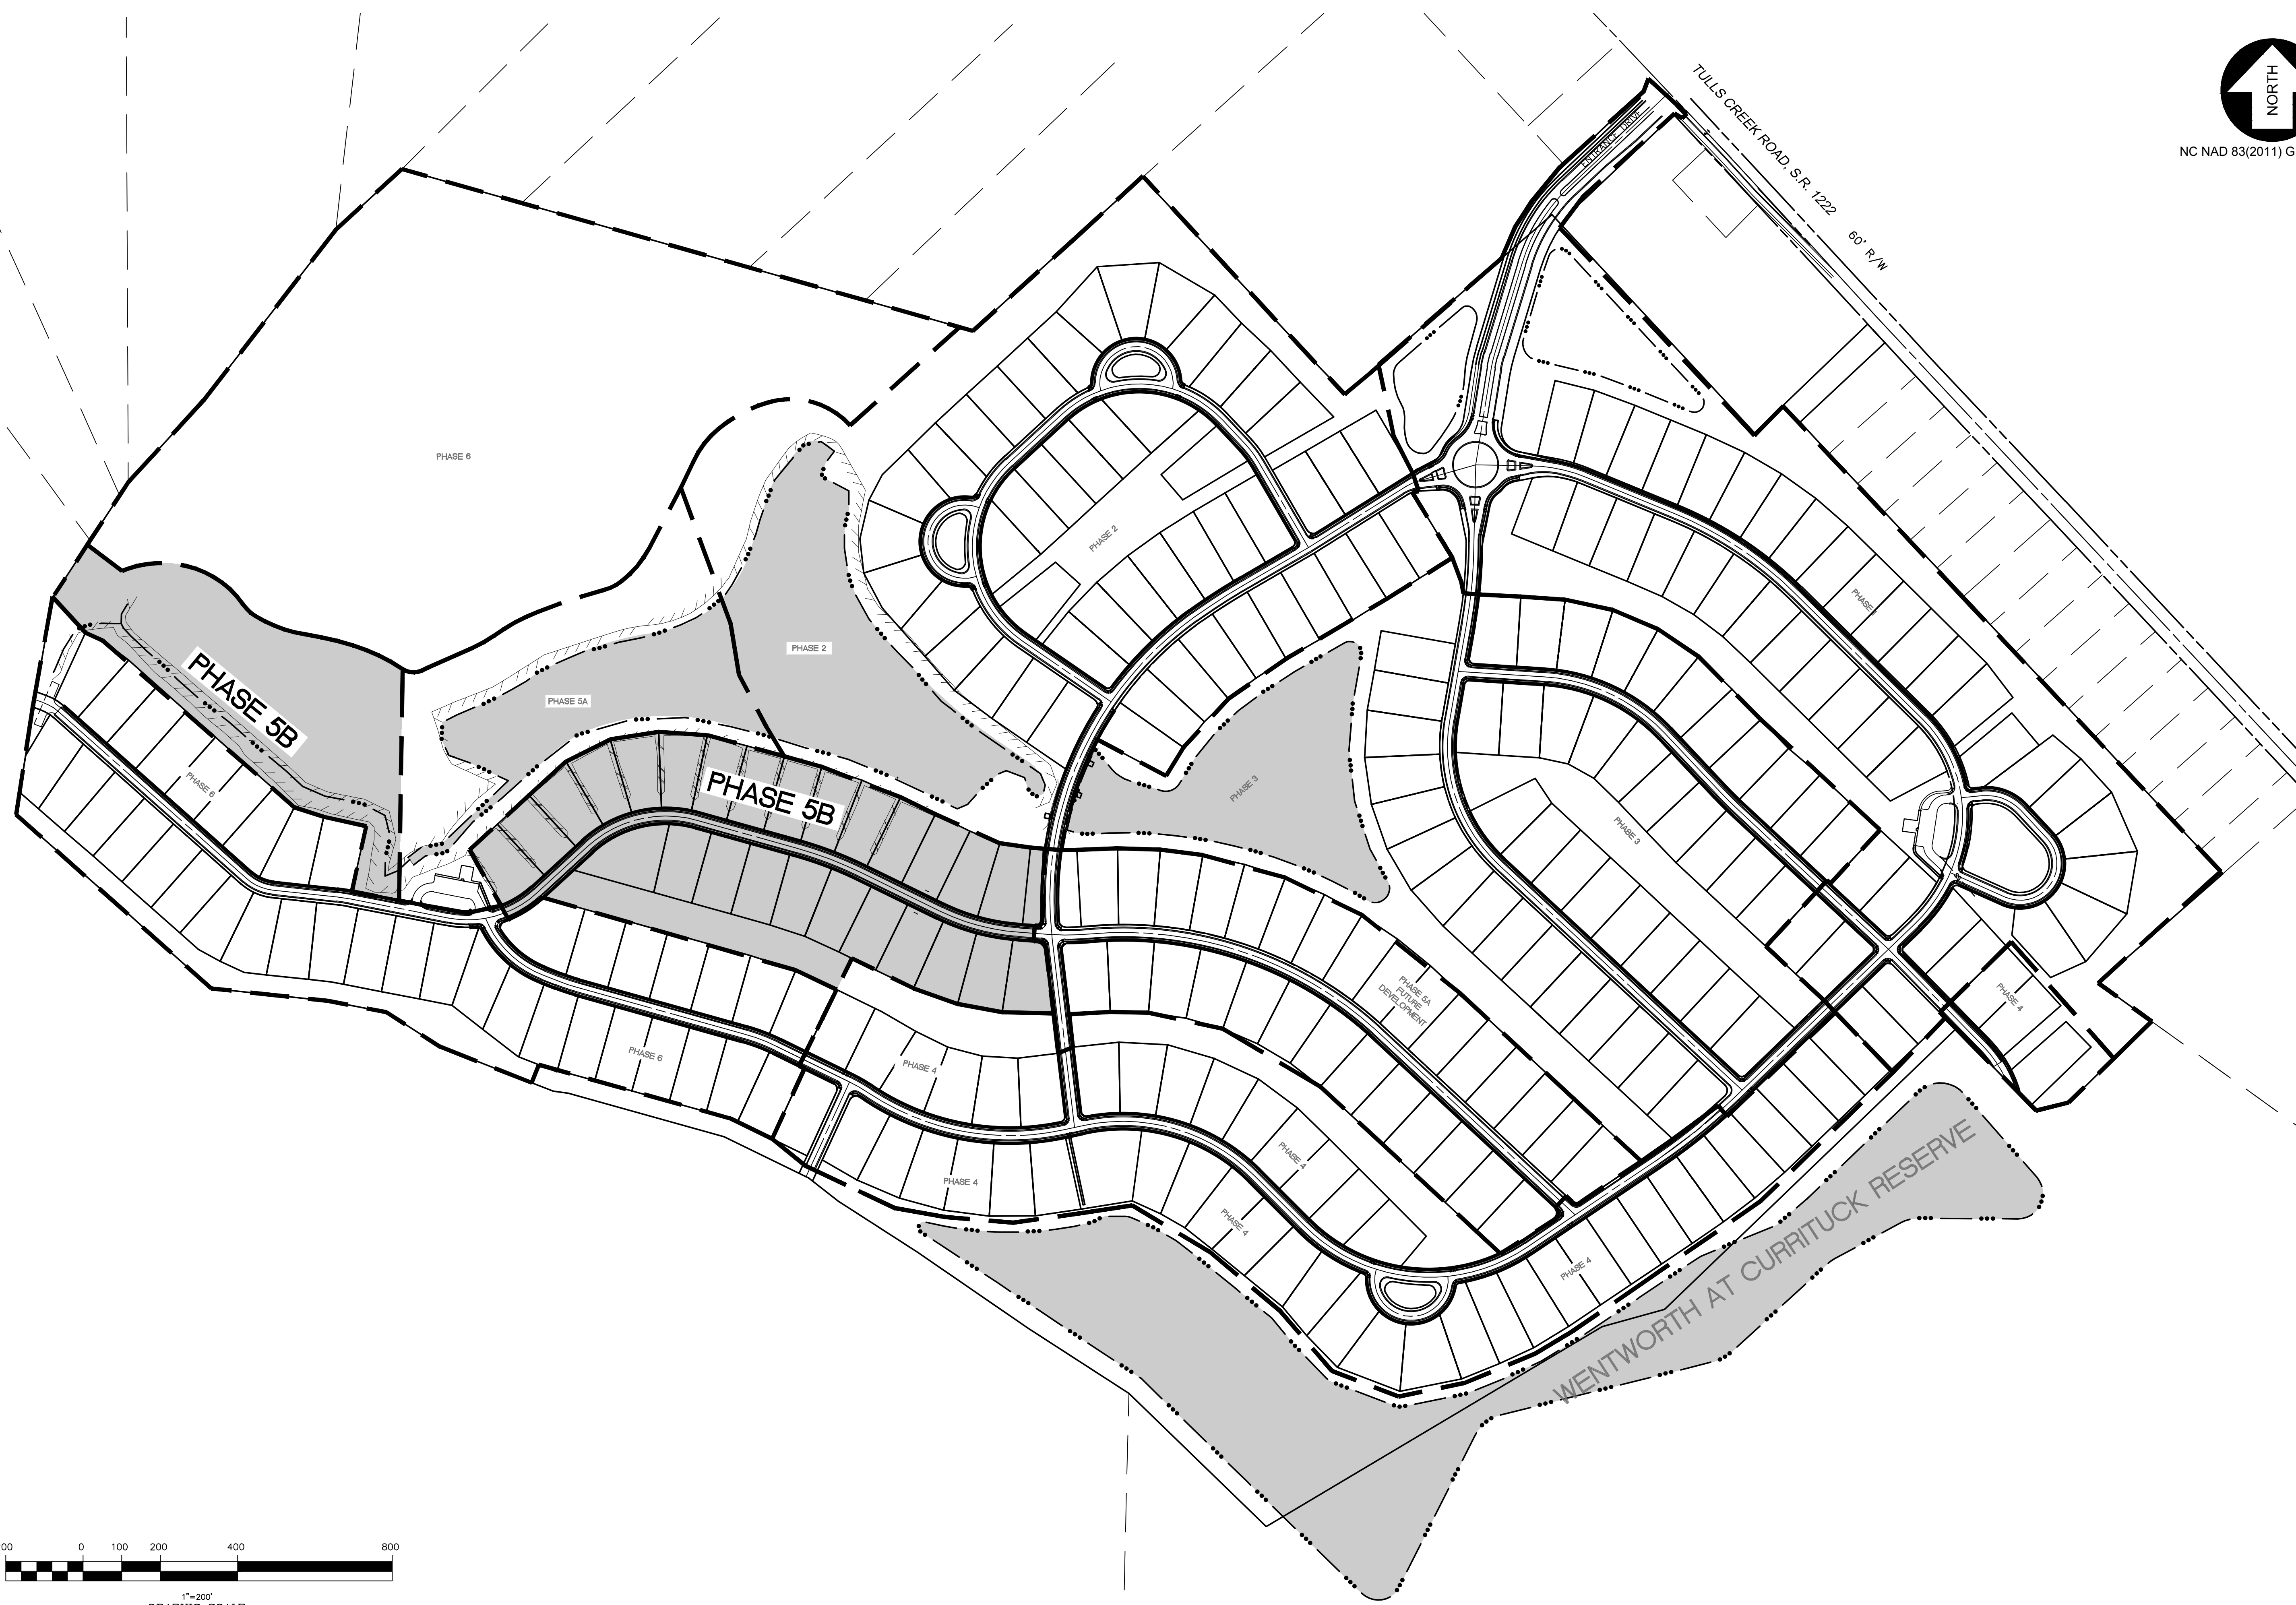 NORTH
NC NAD 83(2011) G
TULLS CREEK ROAD, S.R. 1222
60' R/W
ENTRANCE DRIVE
PHASE 6
PHASE 2
PHASE
PHASE 2
PHASE 5A
PHASE 5B
PHASE 6
PHASE 5B
PHASE 3
PHASE 3
PHASE 5A
FUTURE
DEVELOPMENT
PHASE 4
PHASE 6
PHASE 4
PHASE 4
PHASE 4
PHASE 4
PHASE 4
WENTWORTH AT CURRITUCK RESERVE
00 0 100 200 400 800
1"=200'
GRAPHIC SCALE